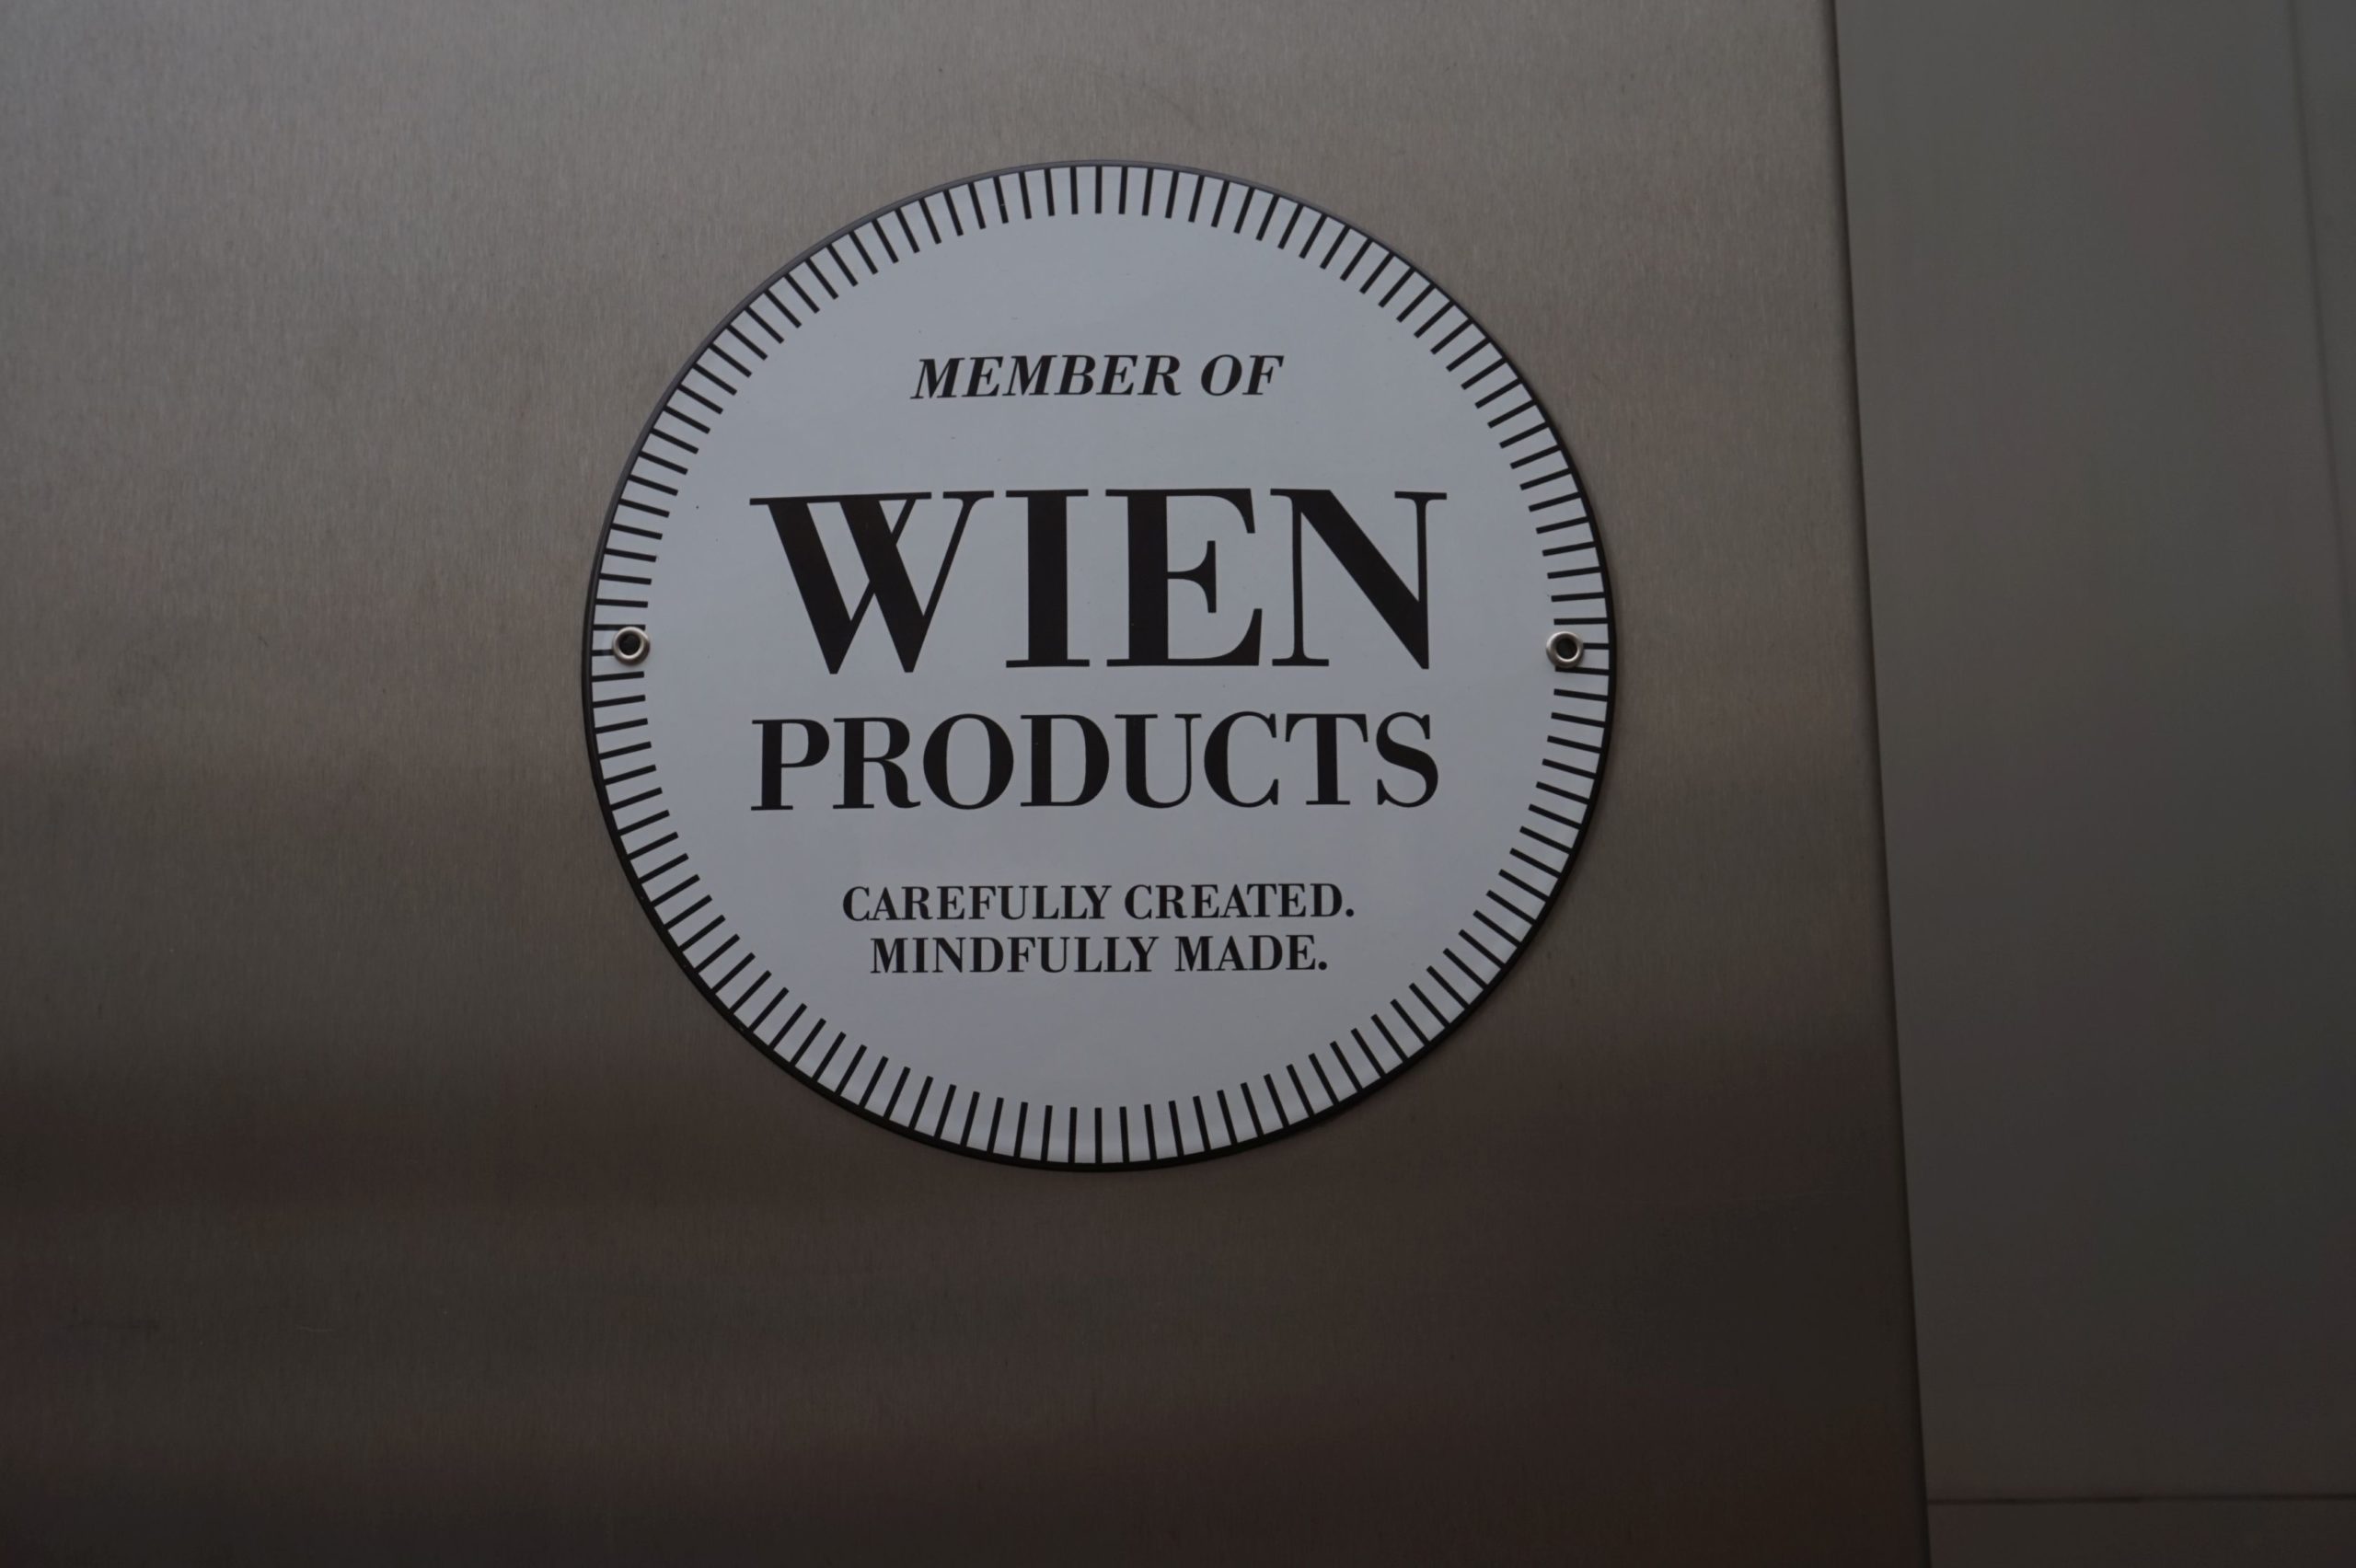 MEMBER OF
WIEN
PRODUCTS
CAREFULLY CREATED.
MINDFULLY MADE.